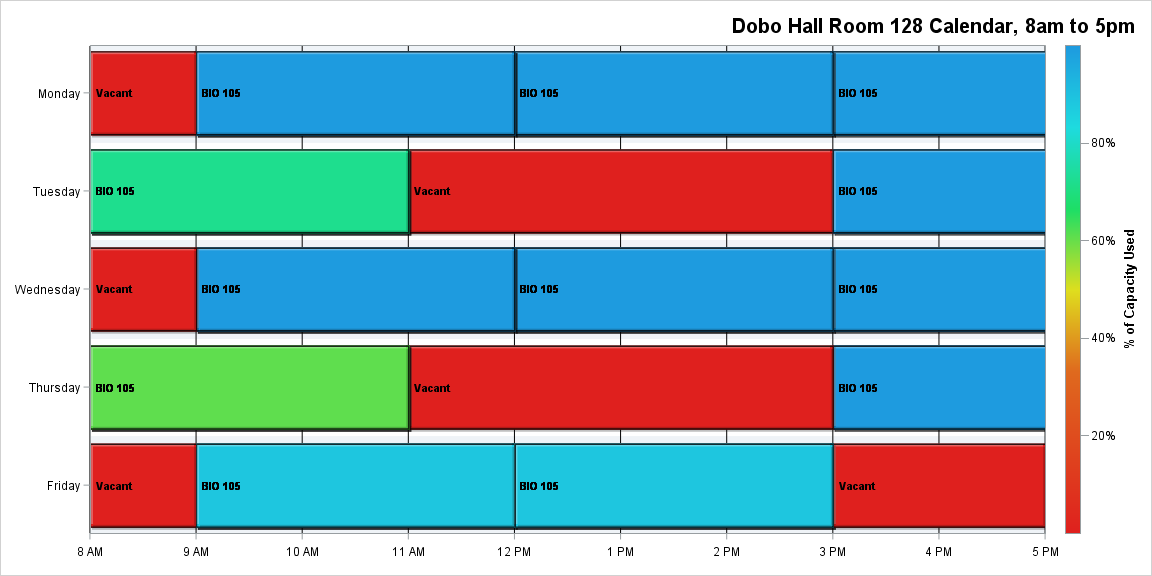 Dobo Hall Room 128 Calendar, 8am to 5pm
Monday
Vacant
BIO 105
BIO 105
BIO 105
Tuesday
BIO 105
Vacant
BIO 105
Wednesday
Vacant
BIO 105
BIO 105
BIO 105
Thursday
BIO 105
Vacant
BIO 105
Friday
Vacant
BIO 105
BIO 105
Vacant
8 AM
9 AM
10 AM
11 AM
12 PM
1 PM
2 PM
3 PM
4 PM
5 PM
80%
60%
40%
20%
% of Capacity Used